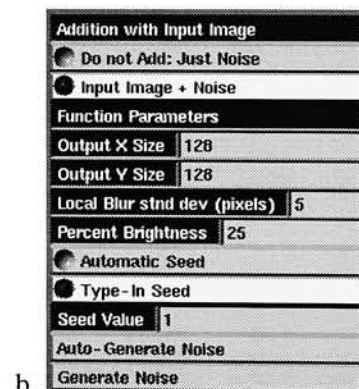 Addition with Input Image
Do not Add: Just Noise
Input Image + Noise
Function Parameters
Output X Size 128
Output Y Size 128
Local Blur stnd dev (pixels) 5
Percent Brightness 25
Automatic Seed
Type-In Seed
Seed Value 1
Auto-Generate Noise
b Generate Noise